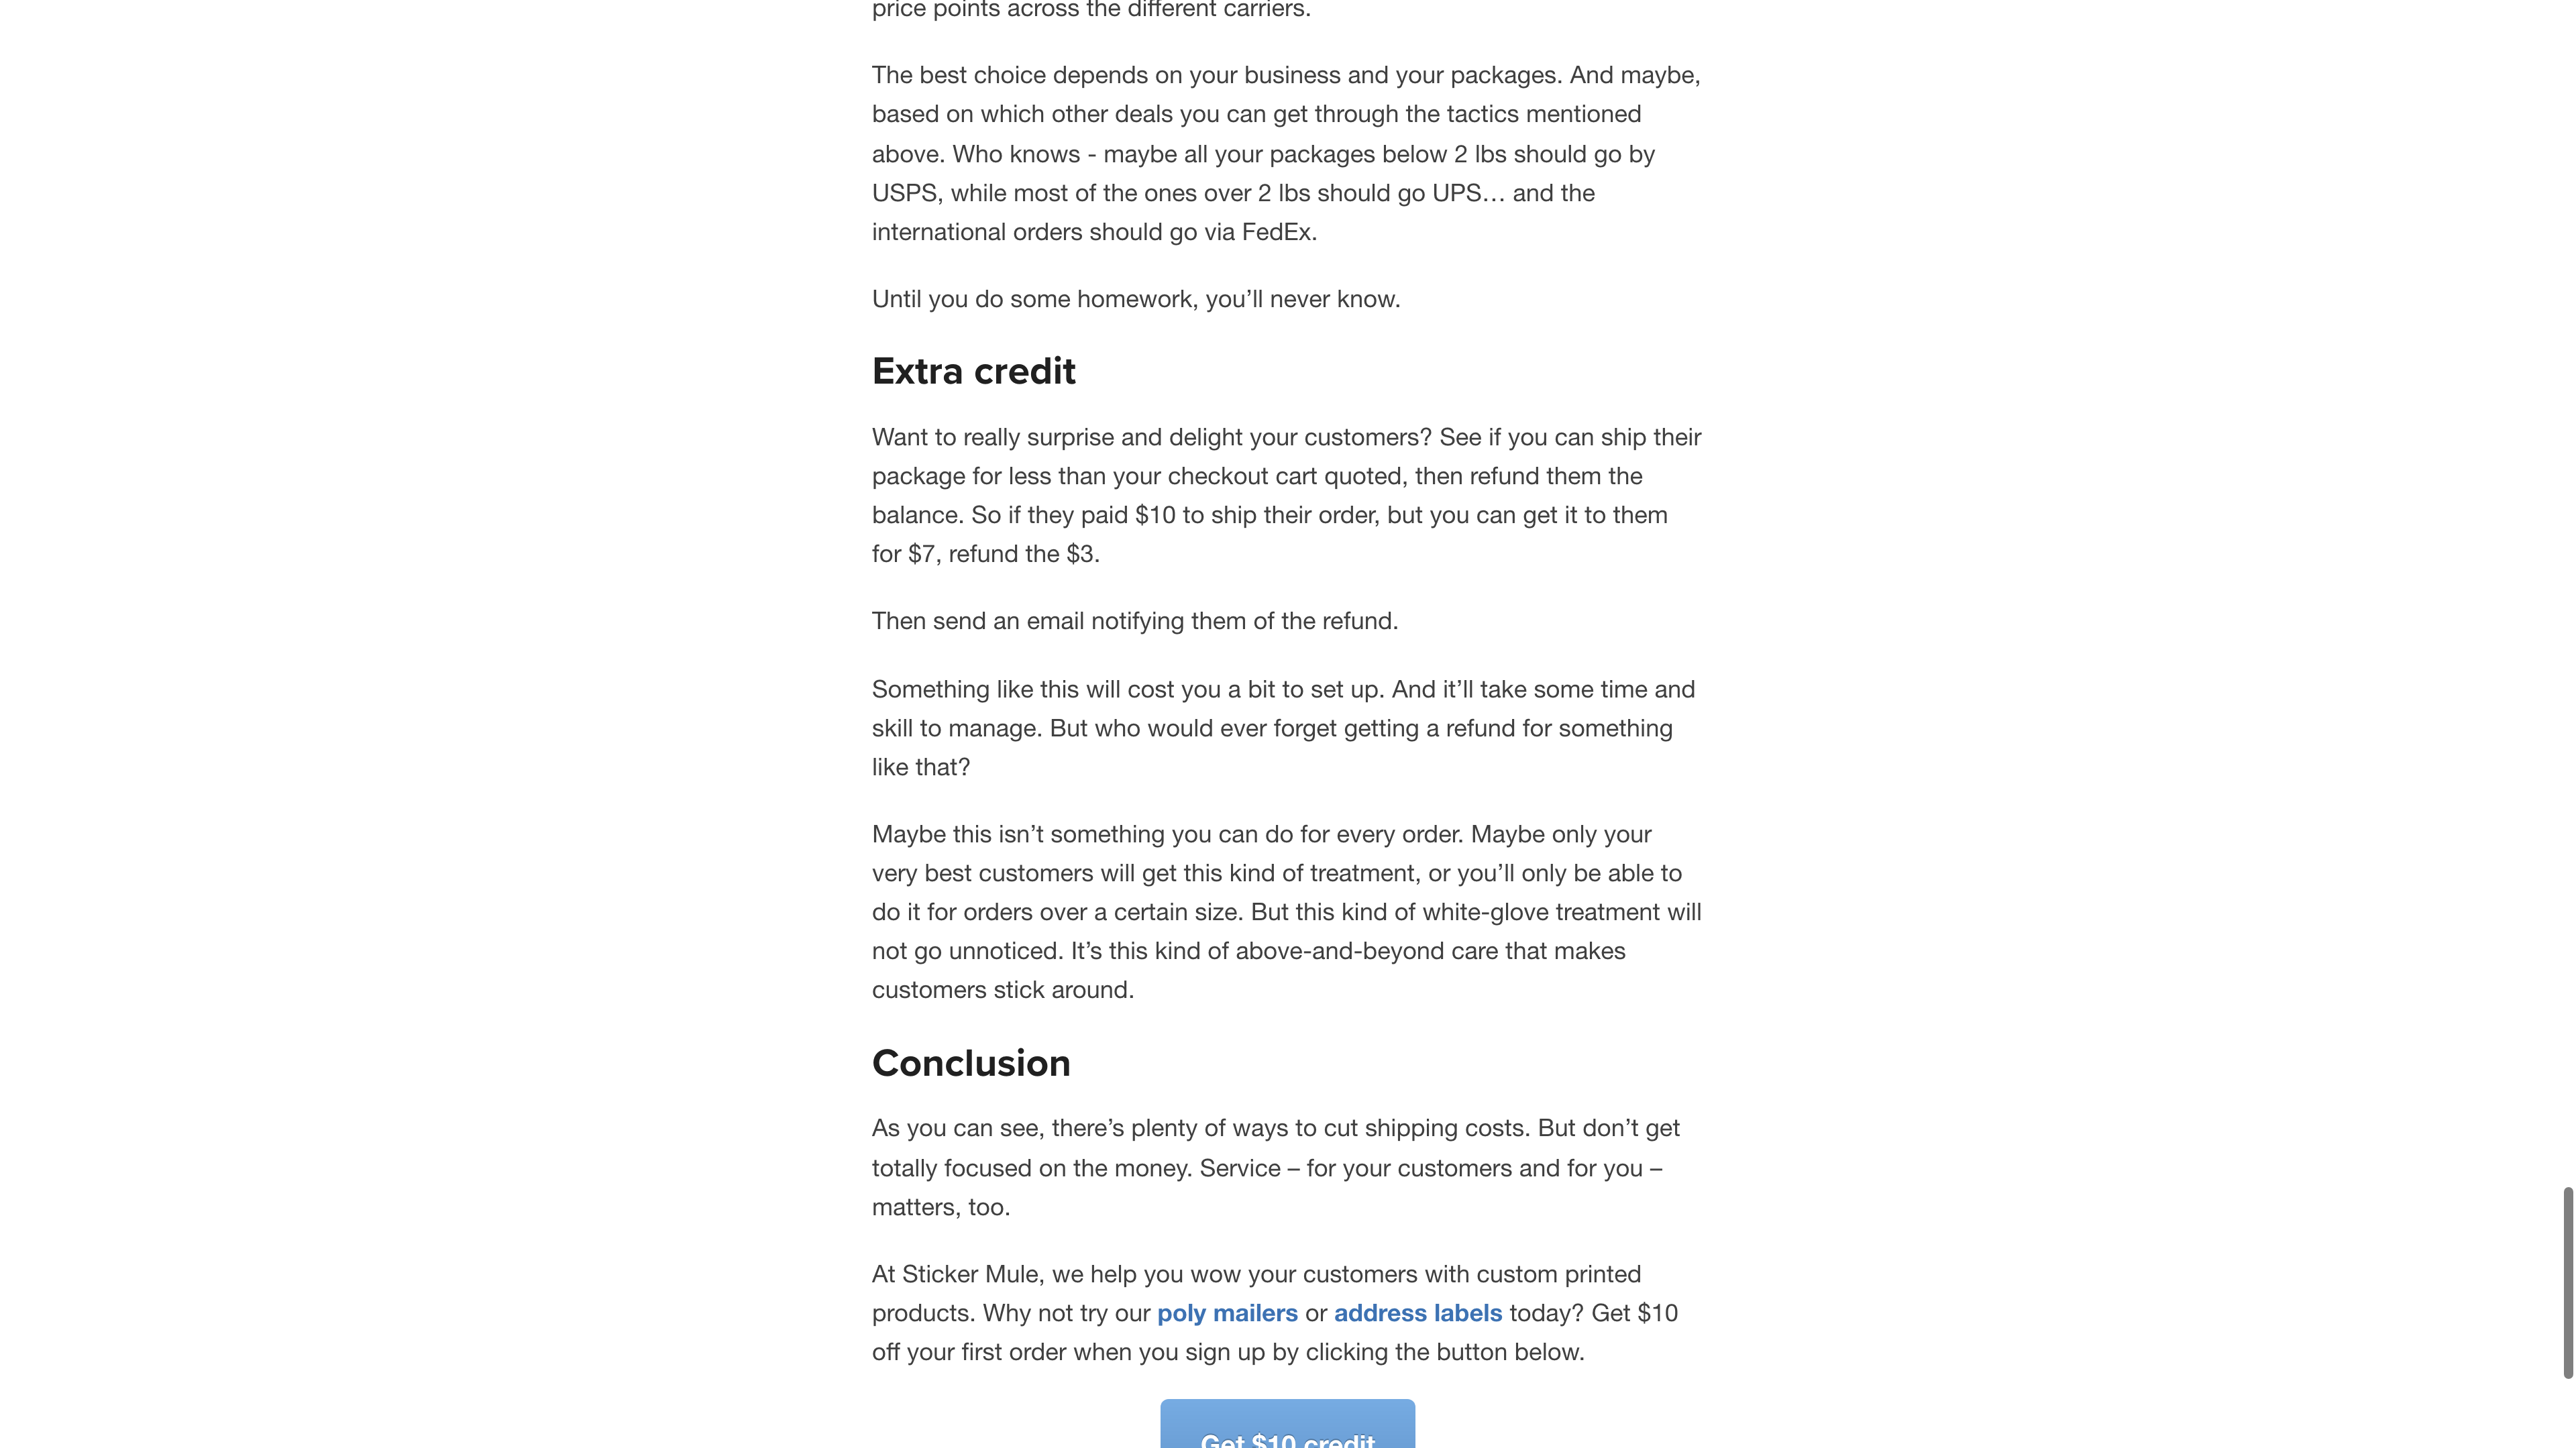 price points across the different carriers.
The best choice depends on your business and your packages. And maybe,
based on which other deals you can get through the tactics mentioned
above. Who knows - maybe all your packages below 2 lbs should go by
USPS, while most of the ones over 2 lbs should go UPS… and the
international orders should go via FedEx.
Until you do some homework, you’ll never know.
Extra credit
Want to really surprise and delight your customers? See if you can ship their
package for less than your checkout cart quoted, then refund them the
balance. So if they paid $10 to ship their order, but you can get it to them
for $7, refund the $3.
Then send an email notifying them of the refund.
Something like this will cost you a bit to set up. And it’ll take some time and
skill to manage. But who would ever forget getting a refund for something
like that?
Maybe this isn’t something you can do for every order. Maybe only your
very best customers will get this kind of treatment, or you’ll only be able to
do it for orders over a certain size. But this kind of white-glove treatment will
not go unnoticed. It’s this kind of above-and-beyond care that makes
customers stick around.
Conclusion
As you can see, there’s plenty of ways to cut shipping costs. But don’t get
totally focused on the money. Service – for your customers and for you –
matters, too.
At Sticker Mule, we help you wow your customers with custom printed
products. Why not try our poly mailers or address labels today? Get $10
off your first order when you sign up by clicking the button below.
Get $10 credit